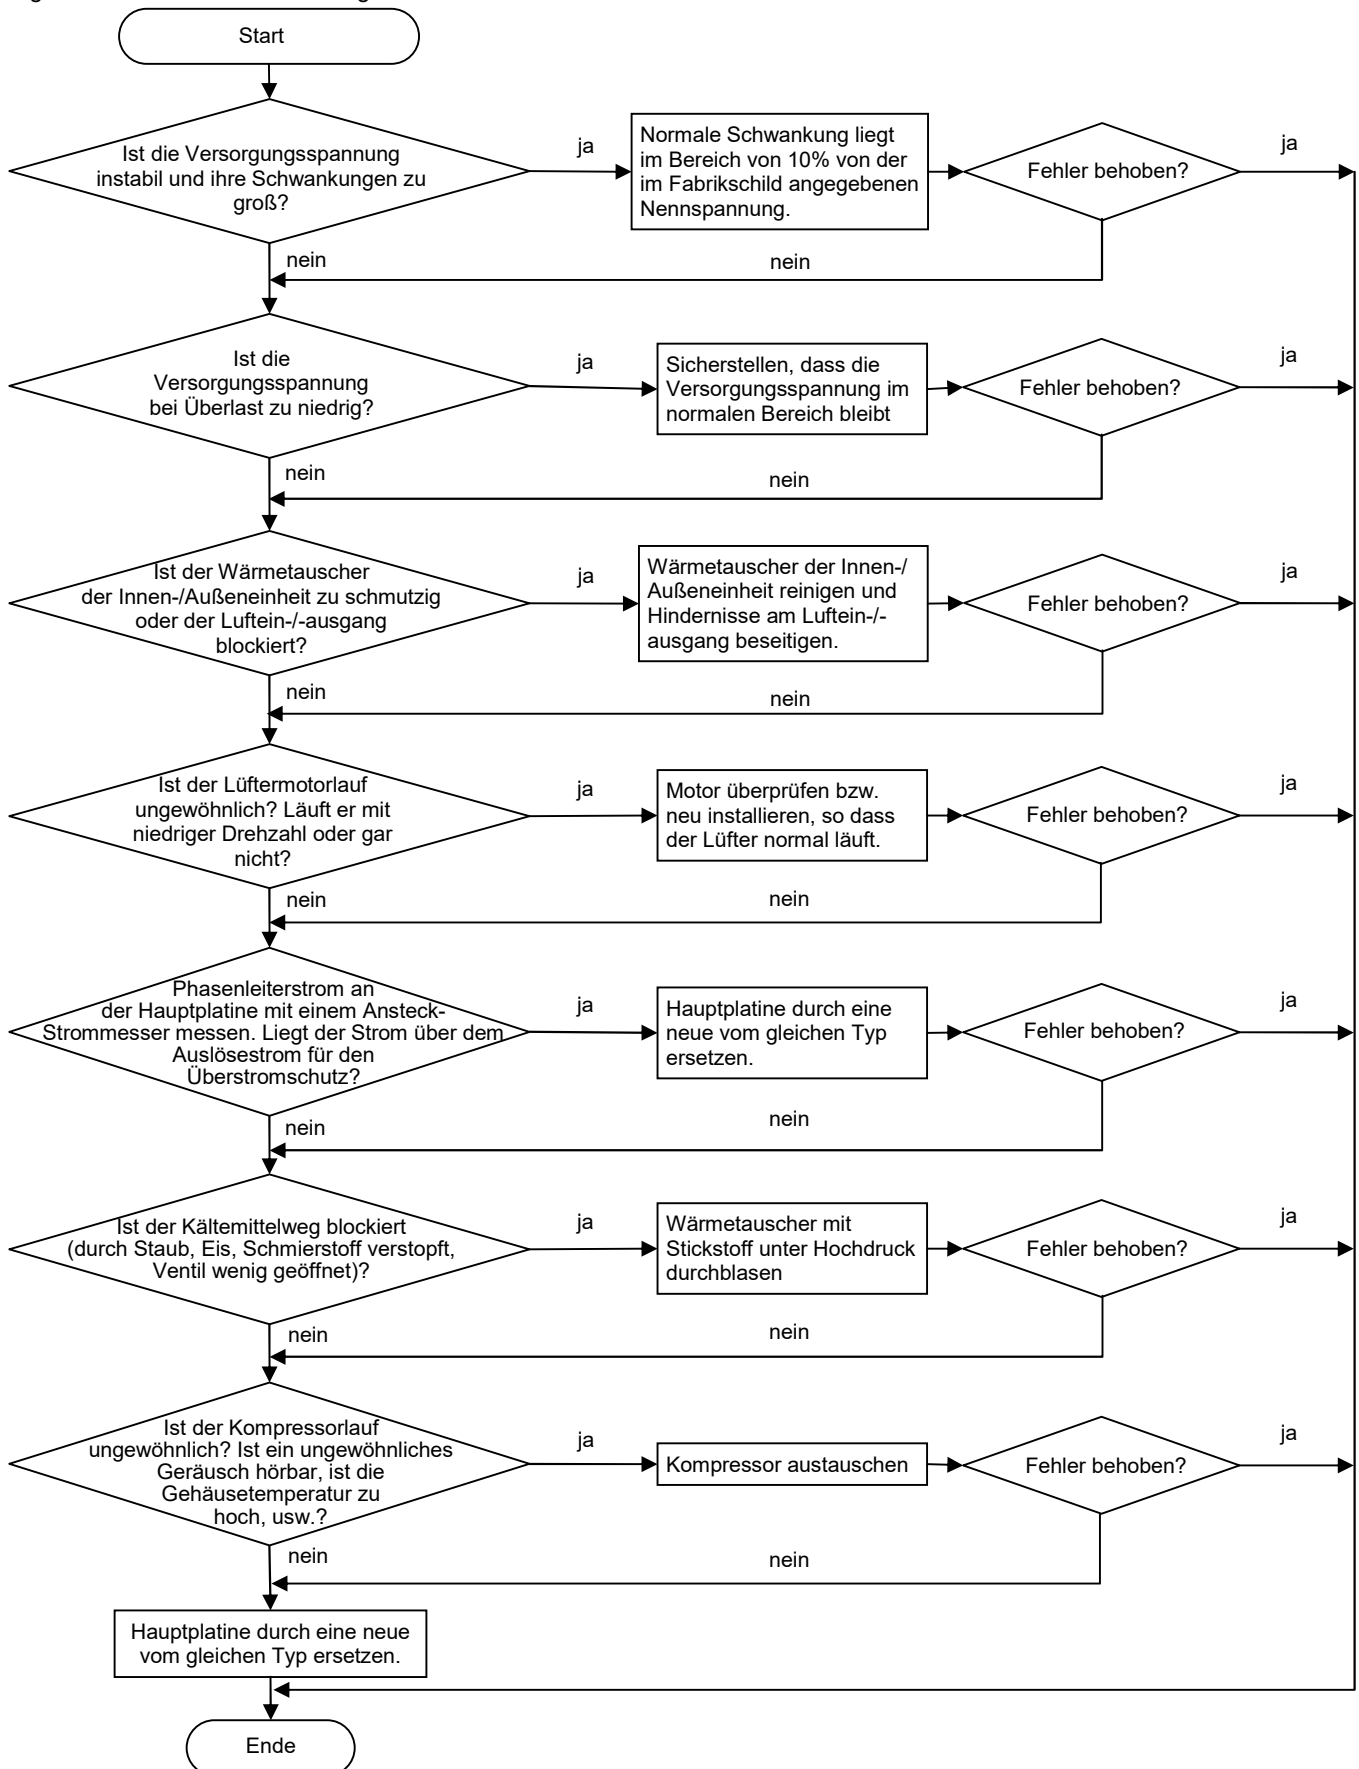 Start
Ist die Versorgungsspannung
instabil und ihre Schwankungen zu
groß?
ja
Normale Schwankung liegt
im Bereich von 10% von der
im Fabrikschild angegebenen
Nennspannung.
Fehler behoben?
ja
nein
nein
Ist die
Versorgungsspannung
bei Überlast zu niedrig?
ja
Sicherstellen, dass die
Versorgungsspannung im
normalen Bereich bleibt
Fehler behoben?
ja
nein
nein
Ist der Wärmetauscher
der Innen-/Außeneinheit zu schmutzig
oder der Luftein-/-ausgang
blockiert?
ja
Wärmetauscher der Innen-/
Außeneinheit reinigen und
Hindernisse am Luftein-/-
ausgang beseitigen.
Fehler behoben?
ja
nein
nein
Ist der Lüftermotorlauf
ungewöhnlich? Läuft er mit
niedriger Drehzahl oder gar
nicht?
ja
Motor überprüfen bzw.
neu installieren, so dass
der Lüfter normal läuft.
Fehler behoben?
ja
nein
nein
Phasenleiterstrom an
der Hauptplatine mit einem Ansteck-
Strommesser messen. Liegt der Strom über dem
Auslösestrom für den
Überstromschutz?
ja
Hauptplatine durch eine
neue vom gleichen Typ
ersetzen.
Fehler behoben?
ja
nein
nein
Ist der Kältemittelweg blockiert
(durch Staub, Eis, Schmierstoff verstopft,
Ventil wenig geöffnet)?
ja
Wärmetauscher mit
Stickstoff unter Hochdruck
durchblasen
Fehler behoben?
ja
nein
nein
Ist der Kompressorlauf
ungewöhnlich? Ist ein ungewöhnliches
Geräusch hörbar, ist die
Gehäusetemperatur zu
hoch, usw.?
ja
Kompressor austauschen
Fehler behoben?
ja
nein
nein
Hauptplatine durch eine neue
vom gleichen Typ ersetzen.
Ende